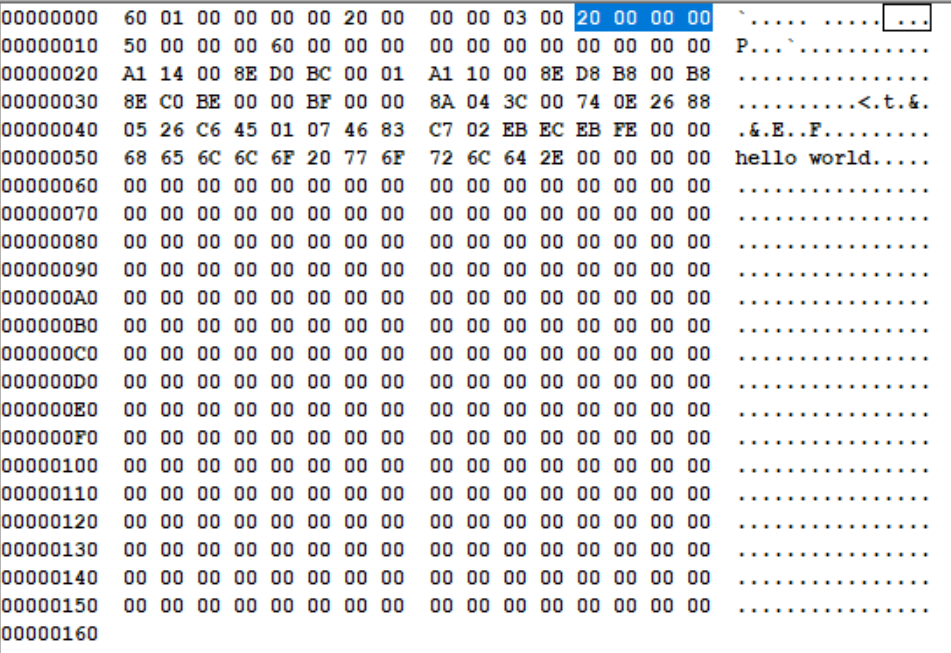 00000000 60 01 00 00 00 00 20 00 00 00 03 00 20 00 00 00 `..... ..... ...
00000010 50 00 00 00 60 00 00 00 00 00 00 00 00 00 00 00 P...`...........
00000020 A1 14 00 8E D0 BC 00 01 A1 10 00 8E D8 B8 00 B8 ................
00000030 8E C0 BE 00 00 BF 00 00 8A 04 3C 00 74 0E 26 88 ..........<.t.&.
00000040 05 26 C6 45 01 07 46 83 C7 02 EB EC EB FE 00 00 .&.E..F.........
00000050 68 65 6C 6C 6F 20 77 6F 72 6C 64 2E 00 00 00 00 hello world.....
00000060 00 00 00 00 00 00 00 00 00 00 00 00 00 00 00 00 ................
00000070 00 00 00 00 00 00 00 00 00 00 00 00 00 00 00 00 ................
00000080 00 00 00 00 00 00 00 00 00 00 00 00 00 00 00 00 ................
00000090 00 00 00 00 00 00 00 00 00 00 00 00 00 00 00 00 ................
000000A0 00 00 00 00 00 00 00 00 00 00 00 00 00 00 00 00 ................
000000B0 00 00 00 00 00 00 00 00 00 00 00 00 00 00 00 00 ................
000000C0 00 00 00 00 00 00 00 00 00 00 00 00 00 00 00 00 ................
000000D0 00 00 00 00 00 00 00 00 00 00 00 00 00 00 00 00 ................
000000E0 00 00 00 00 00 00 00 00 00 00 00 00 00 00 00 00 ................
000000F0 00 00 00 00 00 00 00 00 00 00 00 00 00 00 00 00 ................
00000100 00 00 00 00 00 00 00 00 00 00 00 00 00 00 00 00 ................
00000110 00 00 00 00 00 00 00 00 00 00 00 00 00 00 00 00 ................
00000120 00 00 00 00 00 00 00 00 00 00 00 00 00 00 00 00 ................
00000130 00 00 00 00 00 00 00 00 00 00 00 00 00 00 00 00 ................
00000140 00 00 00 00 00 00 00 00 00 00 00 00 00 00 00 00 ................
00000150 00 00 00 00 00 00 00 00 00 00 00 00 00 00 00 00 ................
00000160